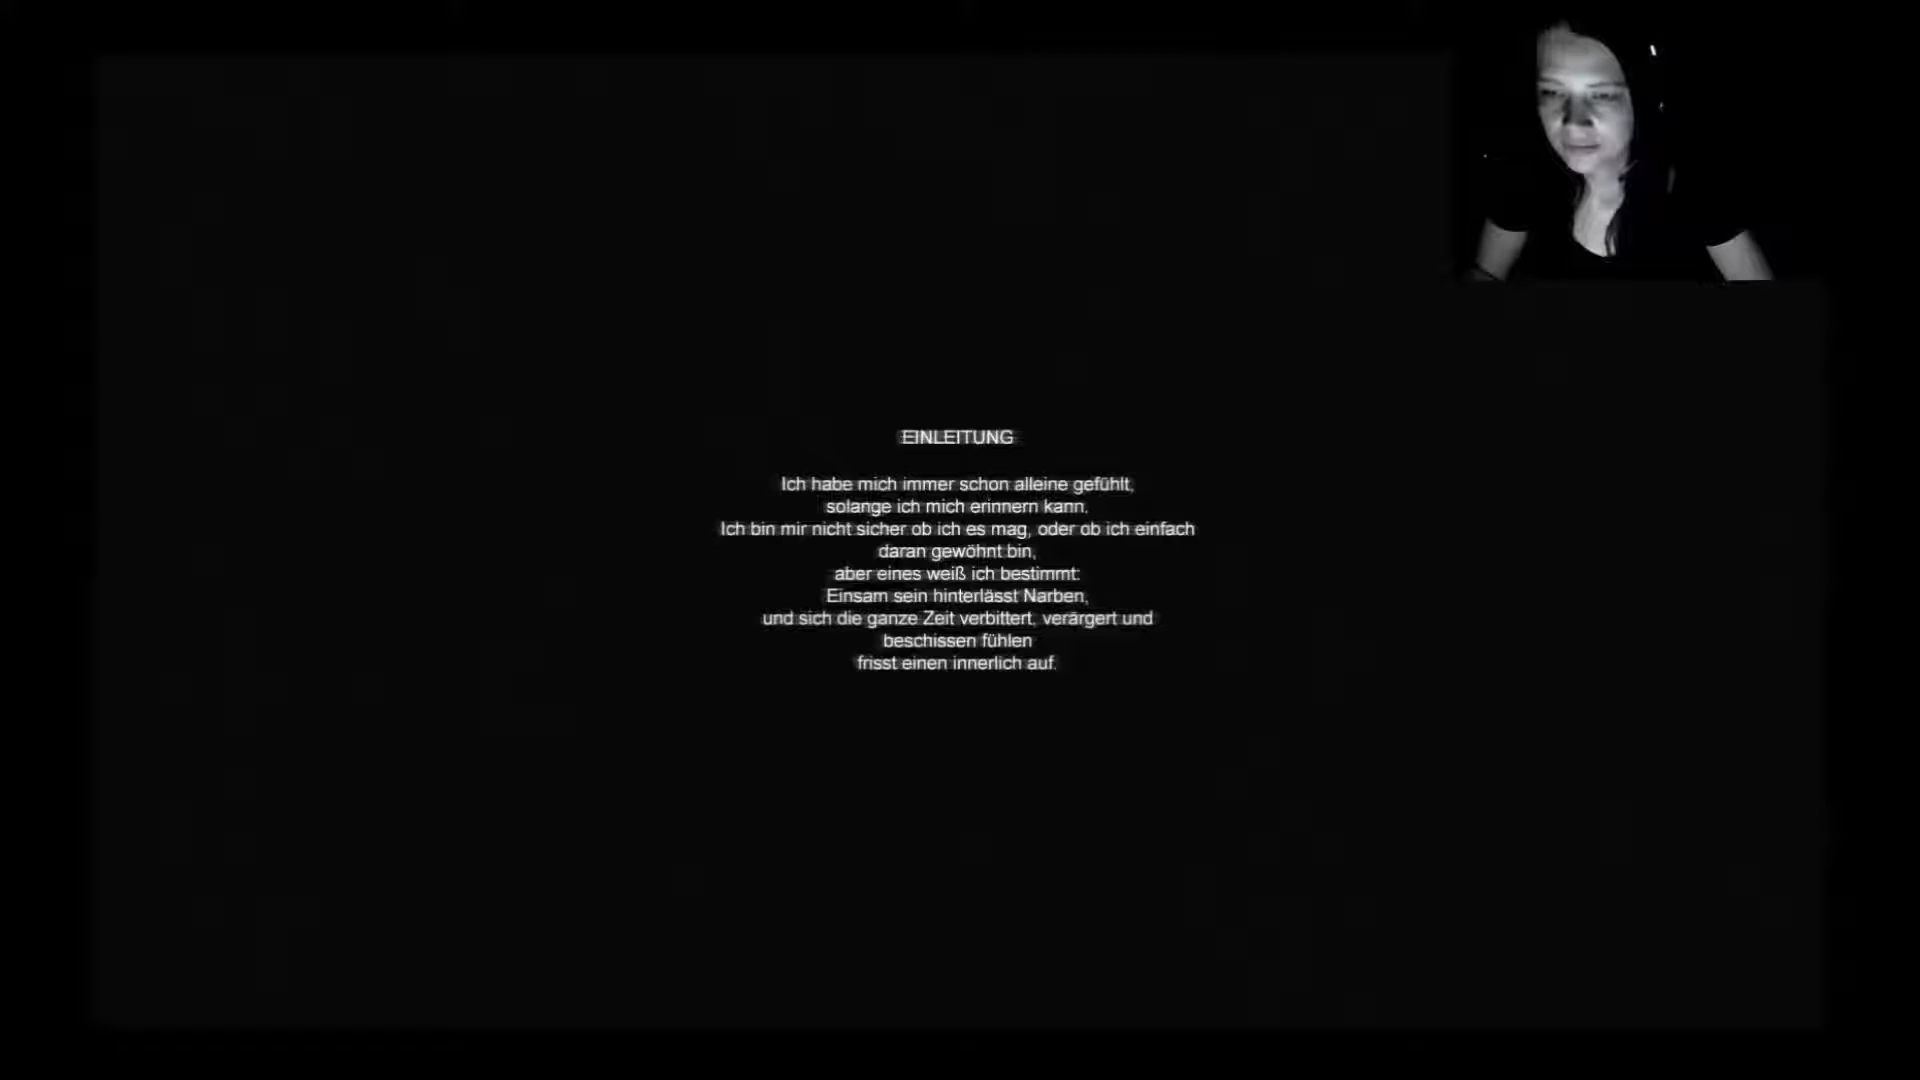 EINLEITUNG
Ich habe mich immer schon alleine gefühlt,
solange ich mich erinnern kann.
Ich bin mir nicht sicher ob ich es mag, oder ob ich einfach
daran gewöhnt bin,
aber eines weiß ich bestimmt:
Einsam sein hinterlässt Narben,
und sich die ganze Zeit verbittert, verärgert und
beschissen fühlen
frisst einen innerlich auf.